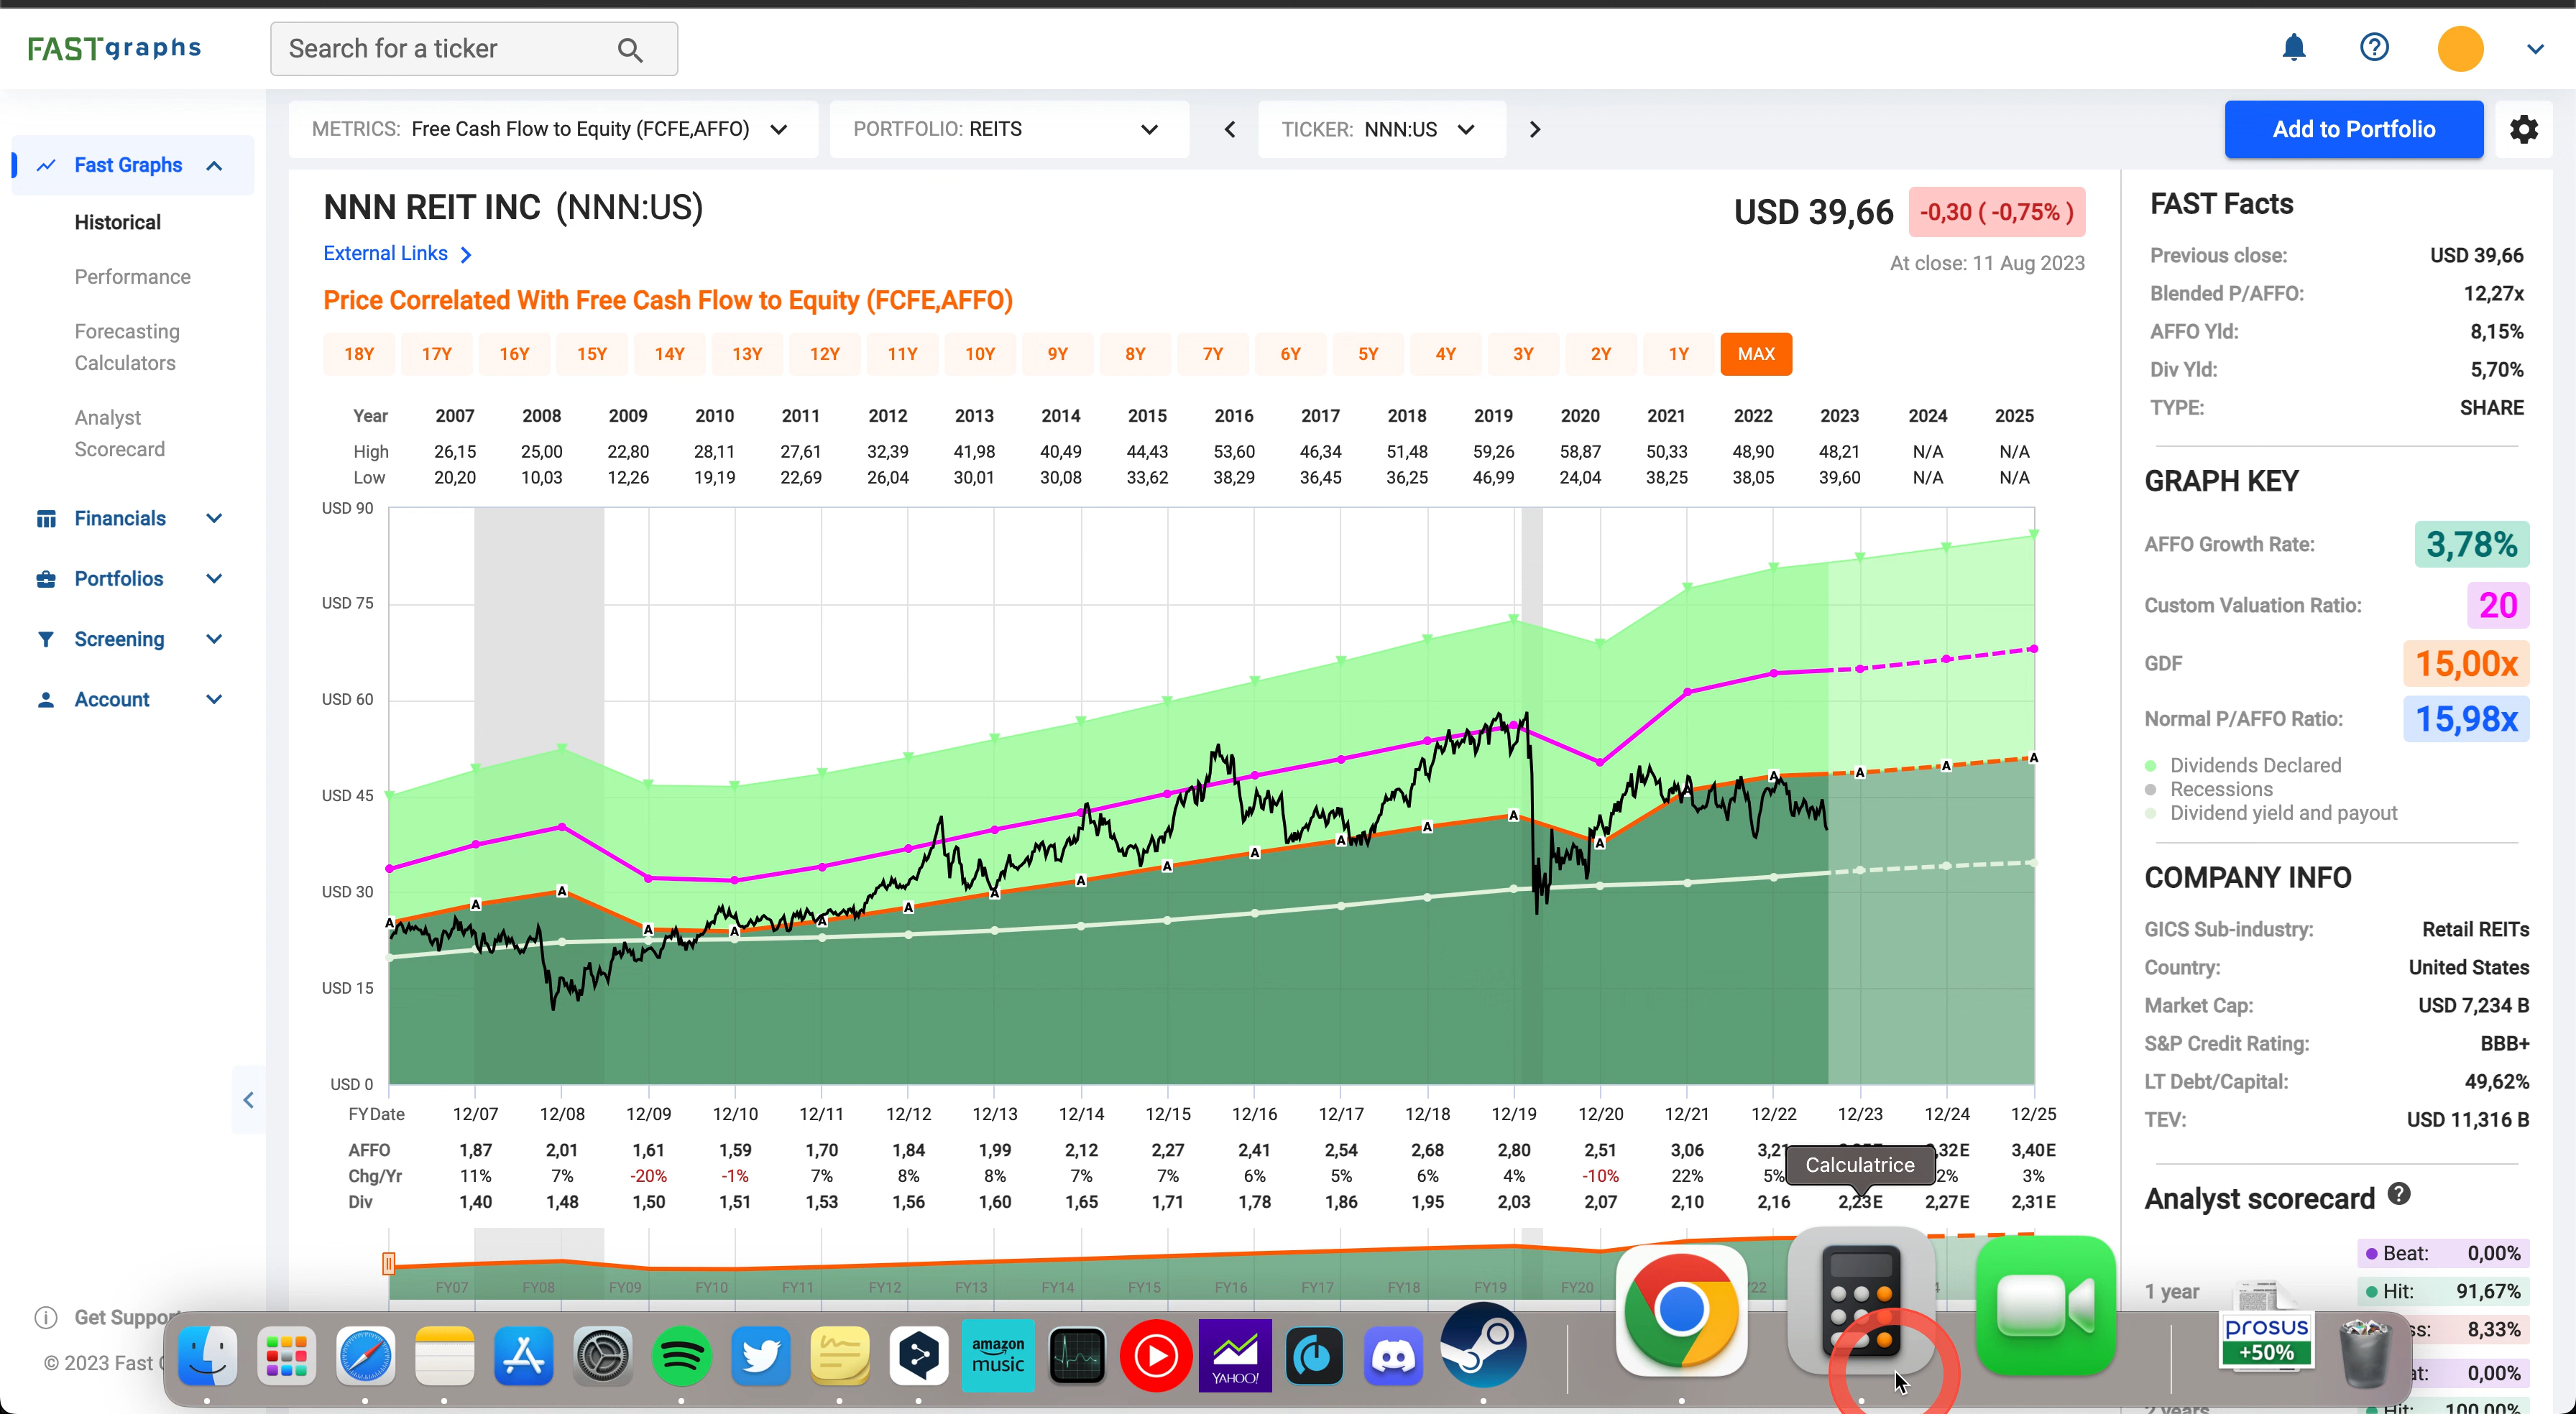 FASTgraphs
Search for a ticker
METRICS: Free Cash Flow to Equity (FCFE,AFFO)
PORTFOLIO: REITS
TICKER: NNN:US
Add to Portfolio
Fast Graphs
Historical
Performance
Forecasting
Calculators
Analyst
Scorecard
Financials
Portfolios
Screening
Account
Get Suppor
© 2023 Fast
NNN REIT INC (NNN:US)
USD 39,66 -0,30 ( -0,75% )
External Links
At close: 11 Aug 2023
Price Correlated With Free Cash Flow to Equity (FCFE,AFFO)
18Y 17Y 16Y 15Y 14Y 13Y 12Y 11Y 10Y 9Y 8Y 7Y 6Y 5Y 4Y 3Y 2Y 1Y MAX
Year 2007 2008 2009 2010 2011 2012 2013 2014 2015 2016 2017 2018 2019 2020 2021 2022 2023 2024 2025
High 26,15 25,00 22,80 28,11 27,61 32,39 41,98 40,49 44,43 53,60 46,34 51,48 59,26 58,87 50,33 48,90 48,21 N/A N/A
Low 20,20 10,03 12,26 19,19 22,69 26,04 30,01 30,08 33,62 38,29 36,45 36,25 46,99 24,04 38,25 38,05 39,60 N/A N/A
USD 90
USD 75
USD 60
USD 45
USD 30
USD 15
USD 0
A A A A A A A A A A A A A A A A A A A A
FYDate 12/07 12/08 12/09 12/10 12/11 12/12 12/13 12/14 12/15 12/16 12/17 12/18 12/19 12/20 12/21 12/22 12/23 12/24 12/25
AFFO 1,87 2,01 1,61 1,59 1,70 1,84 1,99 2,12 2,27 2,41 2,54 2,68 2,80 2,51 3,06 3,21 ,32E 3,40E
Chg/Yr 11% 7% -20% -1% 7% 8% 8% 7% 7% 6% 5% 6% 4% -10% 22% 5% 2% 3%
Div 1,40 1,48 1,50 1,51 1,53 1,56 1,60 1,65 1,71 1,78 1,86 1,95 2,03 2,07 2,10 2,16 2,23E 2,27E 2,31E
Calculatrice
FY07 FY08 FY09 FY10 FY11 FY12 FY13 FY14 FY15 FY16 FY17 FY18 FY19 FY20 22 4
FAST Facts
Previous close: USD 39,66
Blended P/AFFO: 12,27x
AFFO Yld: 8,15%
Div Yld: 5,70%
TYPE: SHARE
GRAPH KEY
AFFO Growth Rate: 3,78%
Custom Valuation Ratio: 20
GDF 15,00x
Normal P/AFFO Ratio: 15,98x
Dividends Declared
Recessions
Dividend yield and payout
COMPANY INFO
GICS Sub-industry: Retail REITs
Country: United States
Market Cap: USD 7,234 B
S&P Credit Rating: BBB+
LT Debt/Capital: 49,62%
TEV: USD 11,316 B
Analyst scorecard
Beat: 0,00%
1 year Hit: 91,67%
ss: 8,33%
at: 0,00%
2 years Hit: 100,00%
amazon
music
YAHOO!
prosus
+50%